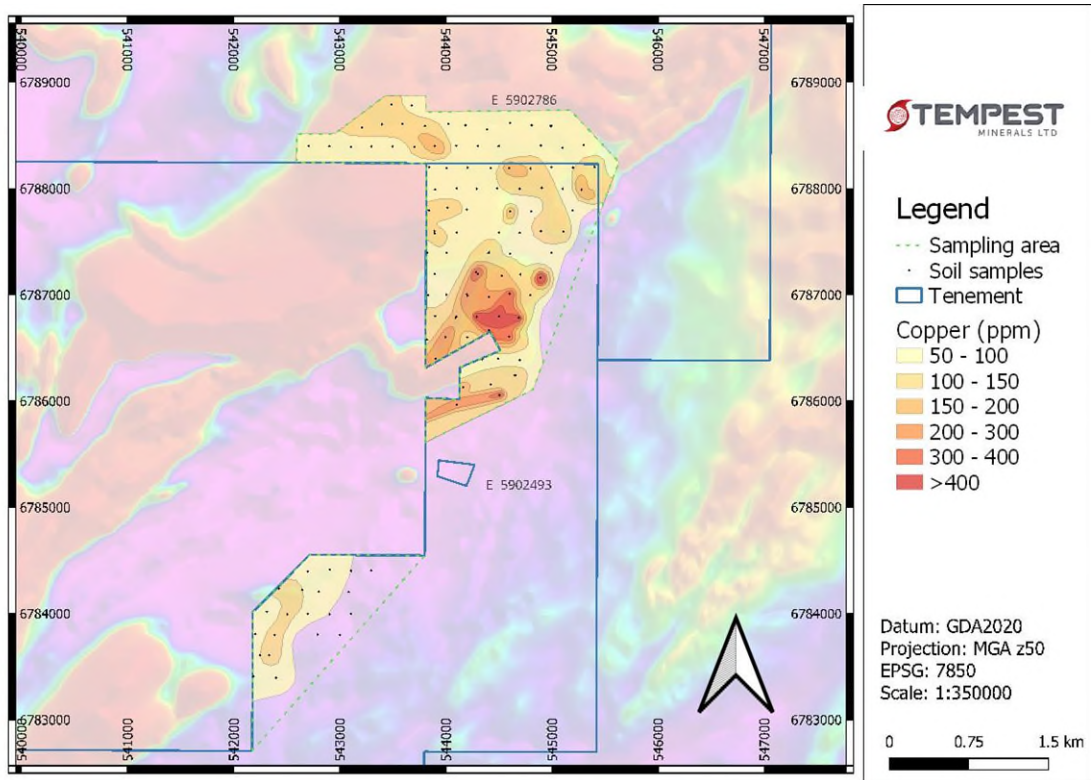 540000 541000 542000 543000 544000 545000 546000 547000
6789000 6789000
E 5902786
6788000 6788000
6787000 6787000
6786000 6786000
E 5902493
6785000 6785000
6784000 6784000
6783000 6783000
540000 541000 542000 543000 544000 545000 546000 547000
TEMPEST
MINERALS LTD
Legend
Sampling area
Soil samples
Tenement
Copper (ppm)
50 - 100
100 - 150
150 - 200
200 - 300
300 - 400
>400
Datum: GDA2020
Projection: MGA z50
EPSG: 7850
Scale: 1:350000
0 0.75 1.5 km